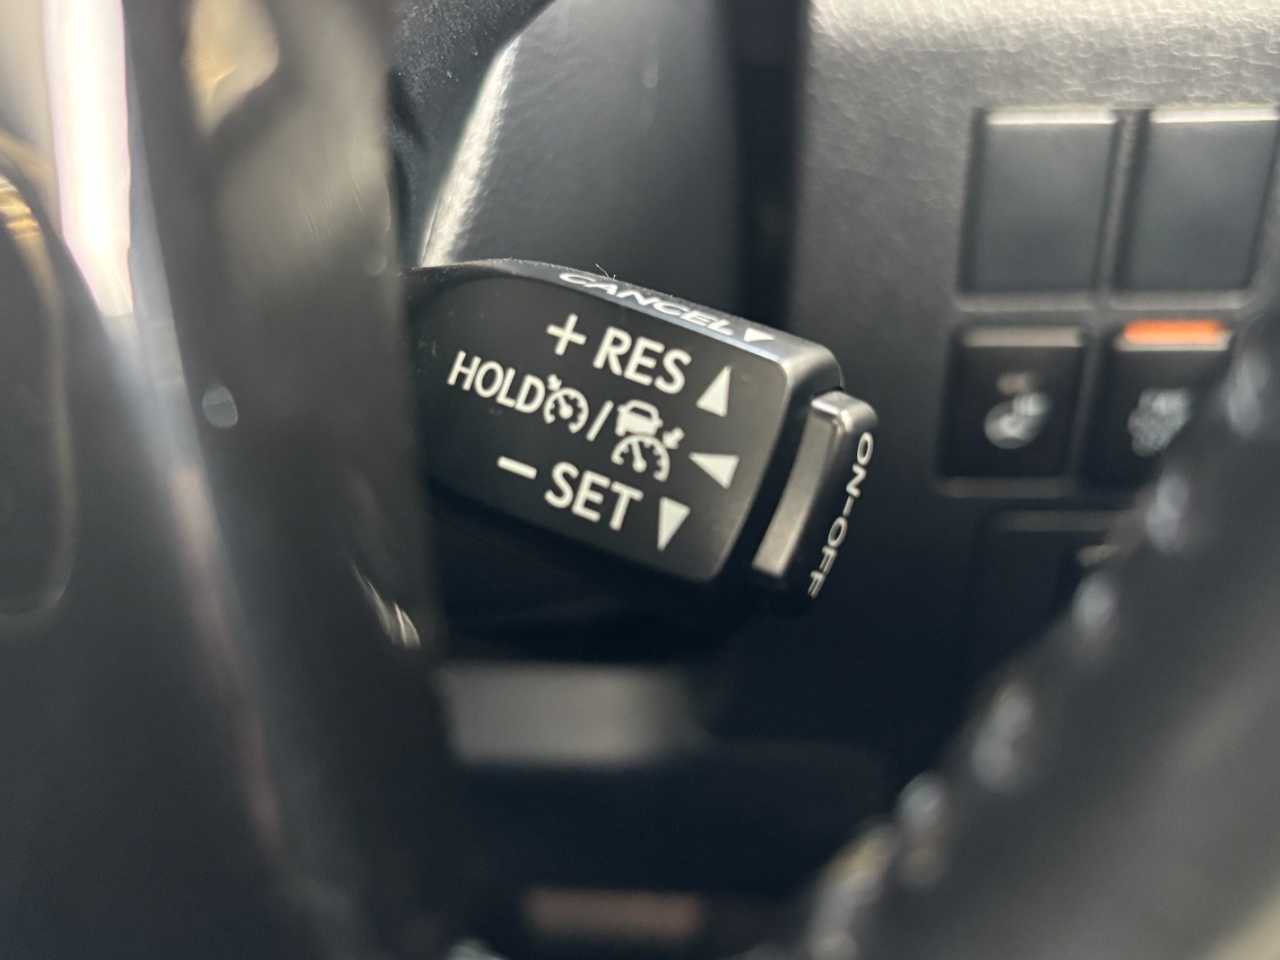 CANCEL
+ RES
HOLD /
- SET
ON-OFF